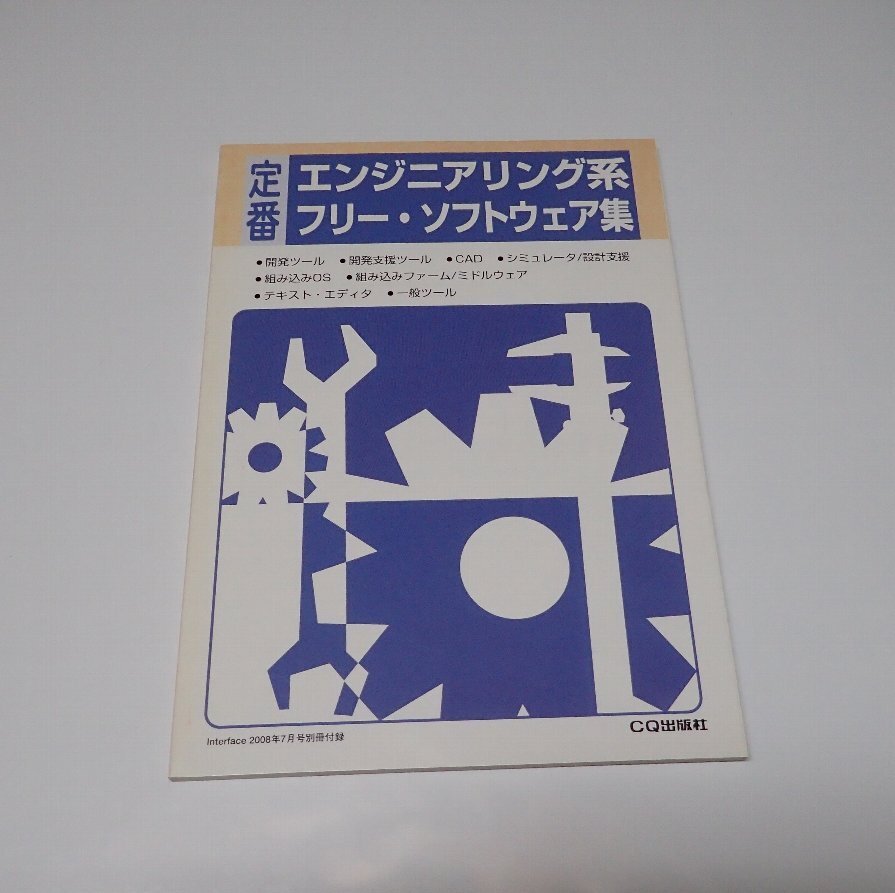 定番
エンジニアリング系
フリー・ソフトウェア集
●開発ツール ●開発支援ツール ●CAD ●シミュレータ/設計支援
●組み込みOS ●組み込みファーム/ミドルウェア
●テキスト・エディタ ●一般ツール
Interface 2008年7月号別冊付録
CQ出版社